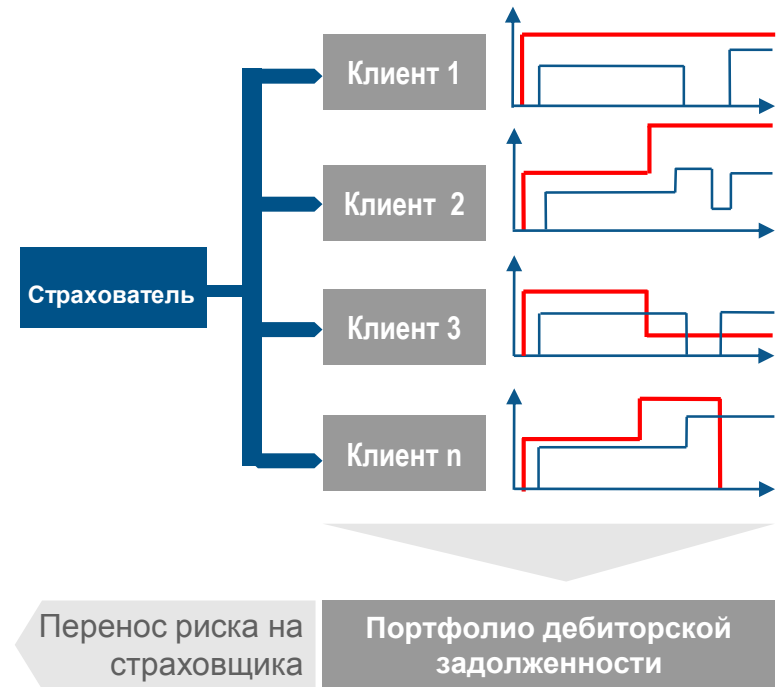 Клиент 1
Клиент 2
Страхователь
Клиент 3
Клиент n
Перенос риска на
страховщика
Портфолио дебиторской
задолженности